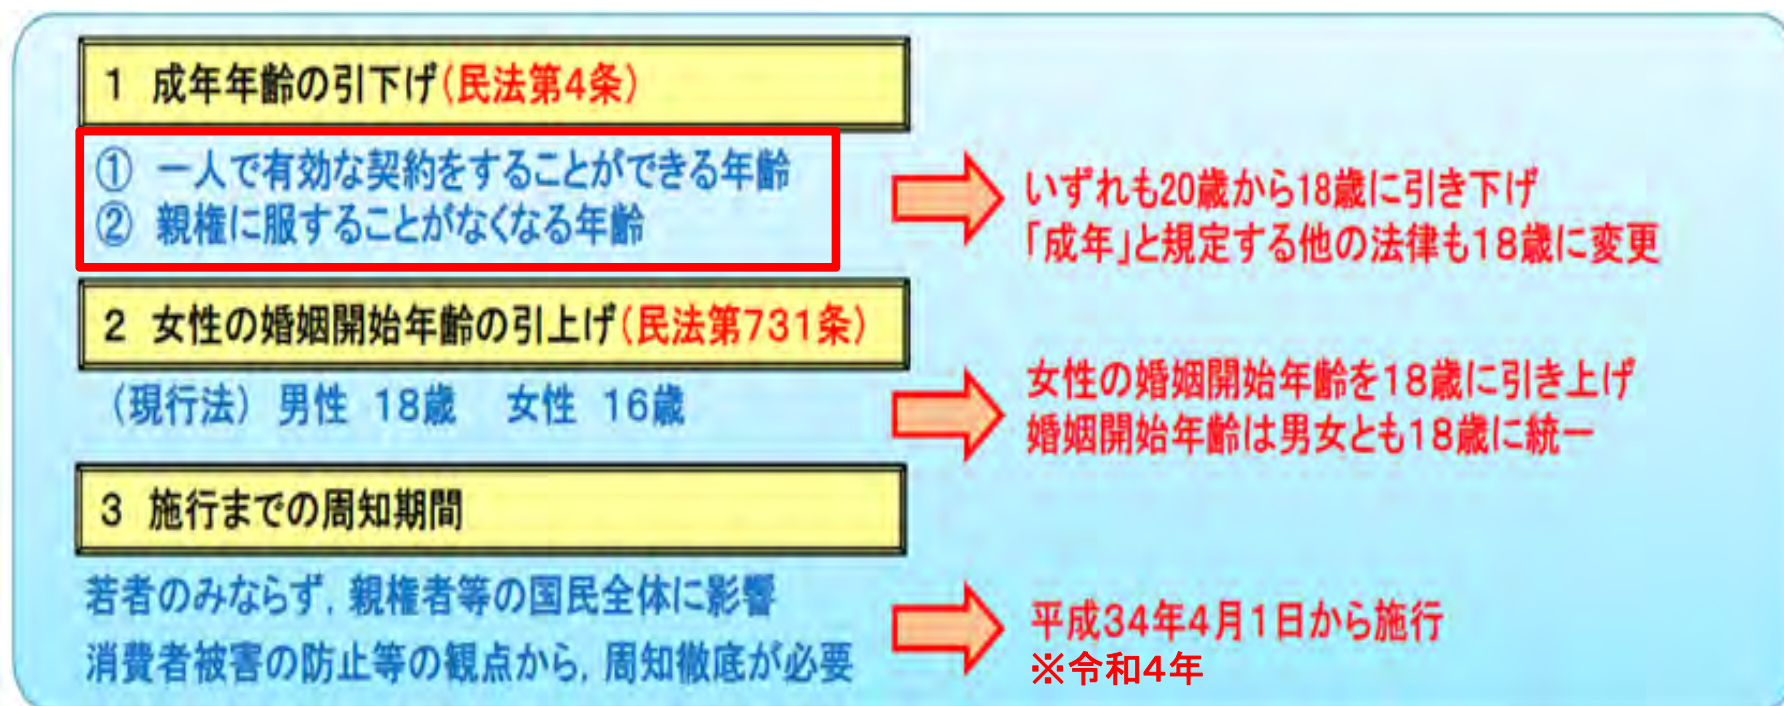 1 成年年齢の引下げ(民法第4条)
① 一人で有効な契約をすることができる年齢
② 親権に服することがなくなる年齢
いずれも20歳から18歳に引き下げ
「成年」と規定する他の法律も18歳に変更
2 女性の婚姻開始年齢の引上げ(民法第731条)
(現行法) 男性 18歳 女性 16歳
女性の婚姻開始年齢を18歳に引き上げ
婚姻開始年齢は男女とも18歳に統一
3 施行までの周知期間
若者のみならず,親権者等の国民全体に影響
消費者被害の防止等の観点から,周知徹底が必要
平成34年4月1日から施行
※令和4年